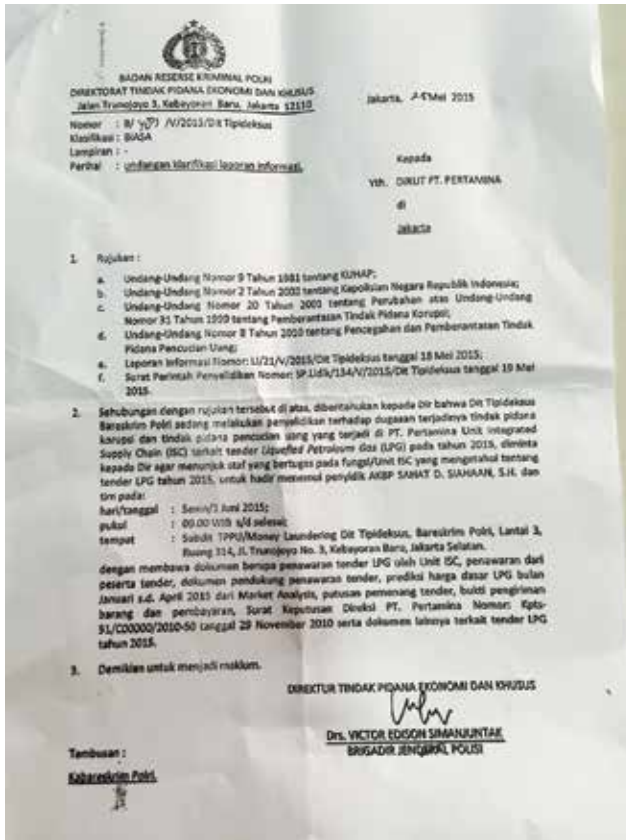 BADAN RESERSE KRIMINAL POLRI
DIREKTORAT TINDAK PIDANA EKONOMI DAN KHUSUS
Jalan Trunojoyo 3, Kebayoran Baru, Jakarta 12110
Jakarta, Mei 2015
Nomor : B/ /V/2015/Dit Tipideksus
Klasifikasi : BIASA
Lampiran : -
Perihal : undangan klarifikasi laporan informasi.
Kepada
Yth. DIRUT PT. PERTAMINA
di
Jakarta
1. Rujukan :
a. Undang-Undang Nomor 9 Tahun 1981 tentang KUHAP;
b. Undang-Undang Nomor 2 Tahun 2002 tentang Kepolisian Negara Republik Indonesia;
c. Undang-Undang Nomor 20 Tahun 2001 tentang Perubahan atas Undang-Undang
Nomor 31 Tahun 1999 tentang Pemberantasan Tindak Pidana Korupsi;
d. Undang-Undang Nomor 8 Tahun 2010 tentang Pencegahan dan Pemberantasan Tindak
Pidana Pencucian Uang;
e. Laporan Informasi Nomor: LI/21/V/2015/Dit Tipideksus tanggal 18 Mei 2015;
f. Surat Perintah Penyelidikan Nomor: SP.Lidik/134/V/2015/Dit Tipideksus tanggal 19 Mei
2015.
2. Sehubungan dengan rujukan tersebut di atas, diberitahukan kepada Dir bahwa Dit Tipideksus
Bareskrim Polri sedang melakukan penyelidikan terhadap dugaan terjadinya tindak pidana
korupsi dan tindak pidana pencucian uang yang terjadi di PT. Pertamina Unit Integrated
Supply Chain (ISC) terkait tender Liquefied Petroleum Gas (LPG) pada tahun 2015, diminta
kepada Dir agar menunjuk staf yang bertugas pada fungsi/Unit ISC yang mengetahui tentang
tender LPG tahun 2015, untuk hadir menemui penyidik AKBP SAHAT D. SIAHAAN, S.H. dan
tim pada:
hari/tanggal : Senin/1 Juni 2015;
pukul : 09.00 WIB s/d selesai;
tempat : Subdit TPPU/Money Laundering Dit Tipideksus, Bareskrim Polri, Lantai 3,
Ruang 314, Jl. Trunojoyo No. 3, Kebayoran Baru, Jakarta Selatan.
dengan membawa dokumen berupa penawaran tender LPG oleh Unit ISC, penawaran dari
peserta tender, dokumen pendukung penawaran tender, prediksi harga dasar LPG bulan
Januari s.d. April 2015 dari Market Analysis, putusan pemenang tender, bukti pengiriman
barang dan pembayaran, Surat Keputusan Direksi PT. Pertamina Nomor: Kpts-
51/C00000/2010-S0 tanggal 29 November 2010 serta dokumen lainnya terkait tender LPG
tahun 2015.
3. Demikian untuk menjadi maklum.
DIREKTUR TINDAK PIDANA EKONOMI DAN KHUSUS
Drs. VICTOR EDISON SIMANJUNTAK
BRIGADIR JENDERAL POLISI
Tembusan :
Kabareskrim Polri.